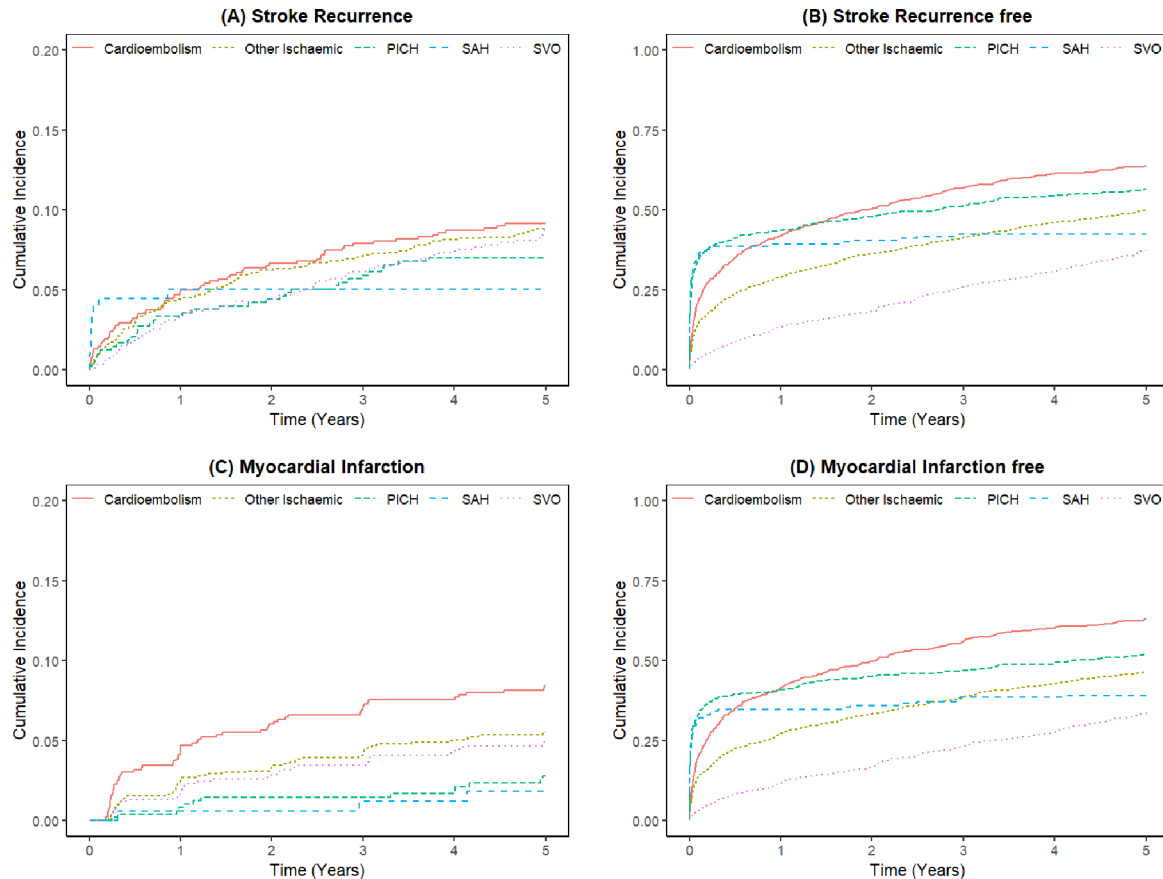 (A) Stroke Recurrence
Cardioembolism Other Ischaemic PICH SAH SVO
0.20
0.15
0.10
0.05
0.00
Cumulative Incidence
0 1 2 3 4 5
Time (Years)
(B) Stroke Recurrence free
Cardioembolism Other Ischaemic PICH SAH SVO
1.00
0.75
0.50
0.25
0.00
Cumulative Incidence
0 1 2 3 4 5
Time (Years)
(C) Myocardial Infarction
Cardioembolism Other Ischaemic PICH SAH SVO
0.20
0.15
0.10
0.05
0.00
Cumulative Incidence
0 1 2 3 4 5
Time (Years)
(D) Myocardial Infarction free
Cardioembolism Other Ischaemic PICH SAH SVO
1.00
0.75
0.50
0.25
0.00
Cumulative Incidence
0 1 2 3 4 5
Time (Years)